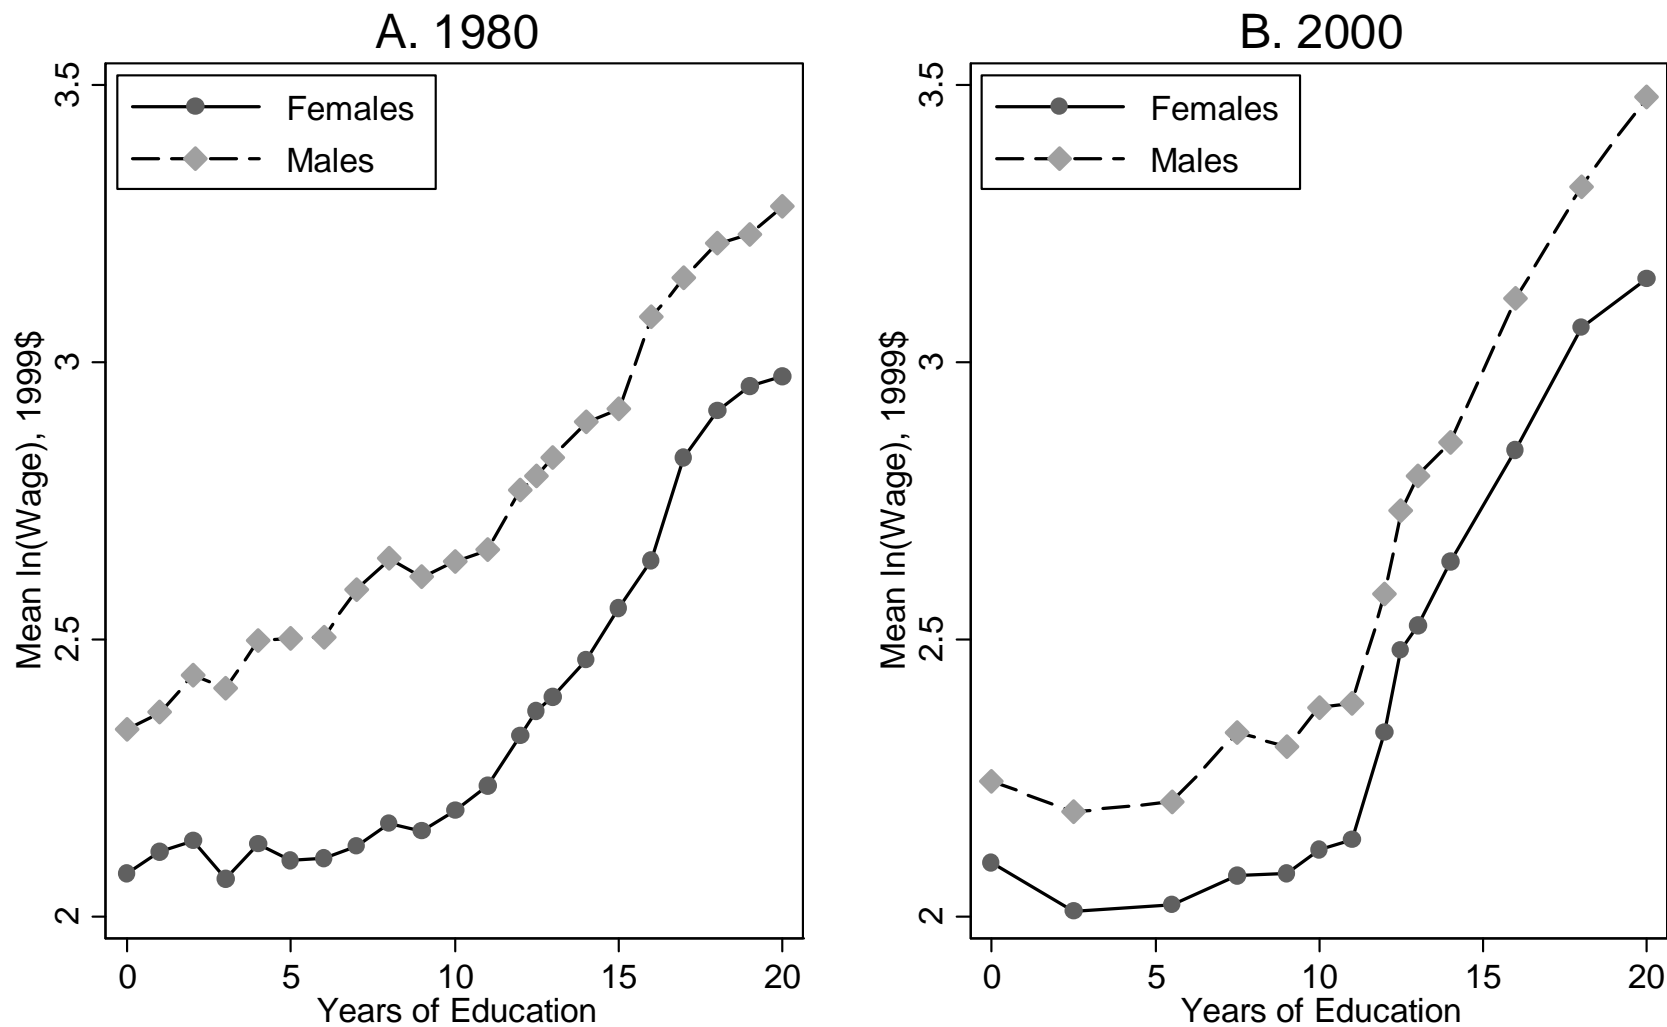 A. 1980
Females
Males
3.5
3
2.5
2
Mean ln(Wage), 1999$
0 5 10 15 20
Years of Education
B. 2000
Females
Males
3.5
3
2.5
2
Mean ln(Wage), 1999$
0 5 10 15 20
Years of Education